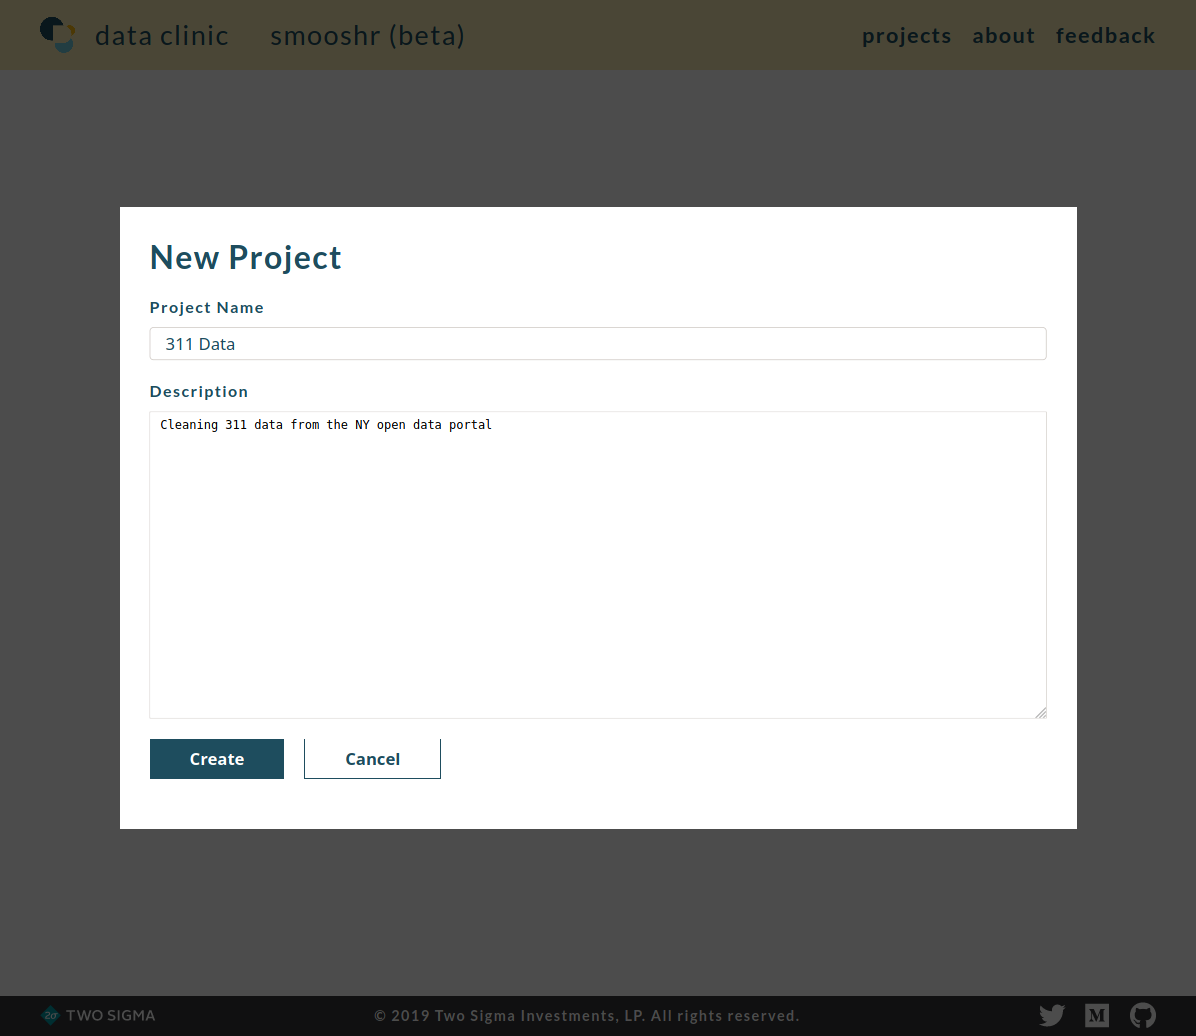 data clinic smooshr (beta) projects about feedback
New Project
Project Name
311 Data
Description
Cleaning 311 data from the NY open data portal
Create Cancel
2σ TWO SIGMA © 2019 Two Sigma Investments, LP. All rights reserved. M